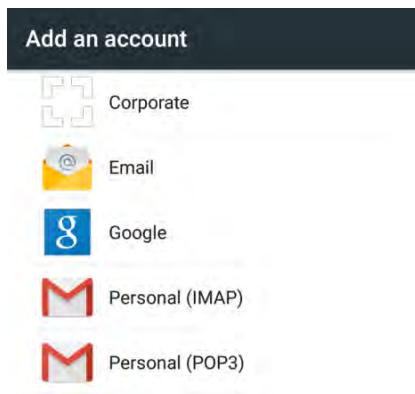 Add an account
Corporate
@
Email
g
Google
Personal (IMAP)
Personal (POP3)